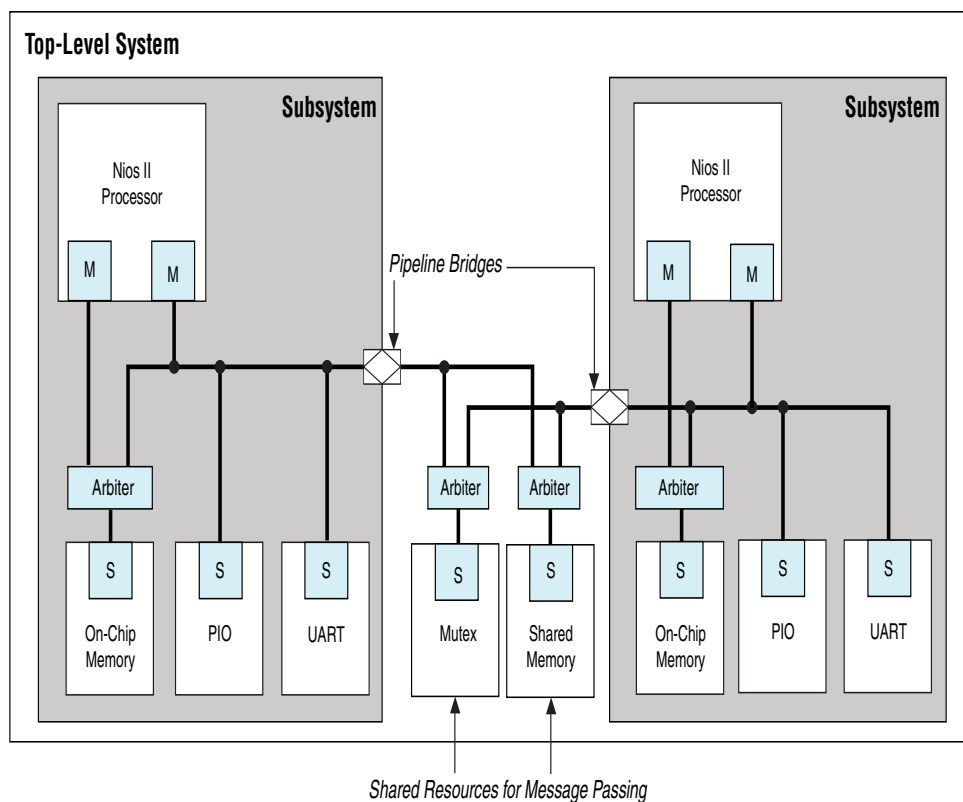 Top-Level System
Subsystem
Nios II
Processor
M
M
Pipeline Bridges
Subsystem
Nios II
Processor
M
M
Arbiter
Arbiter
Arbiter
Arbiter
S
S
S
S
S
S
S
S
On-Chip
Memory
PIO
UART
Mutex
Shared
Memory
On-Chip
Memory
PIO
UART
Shared Resources for Message Passing